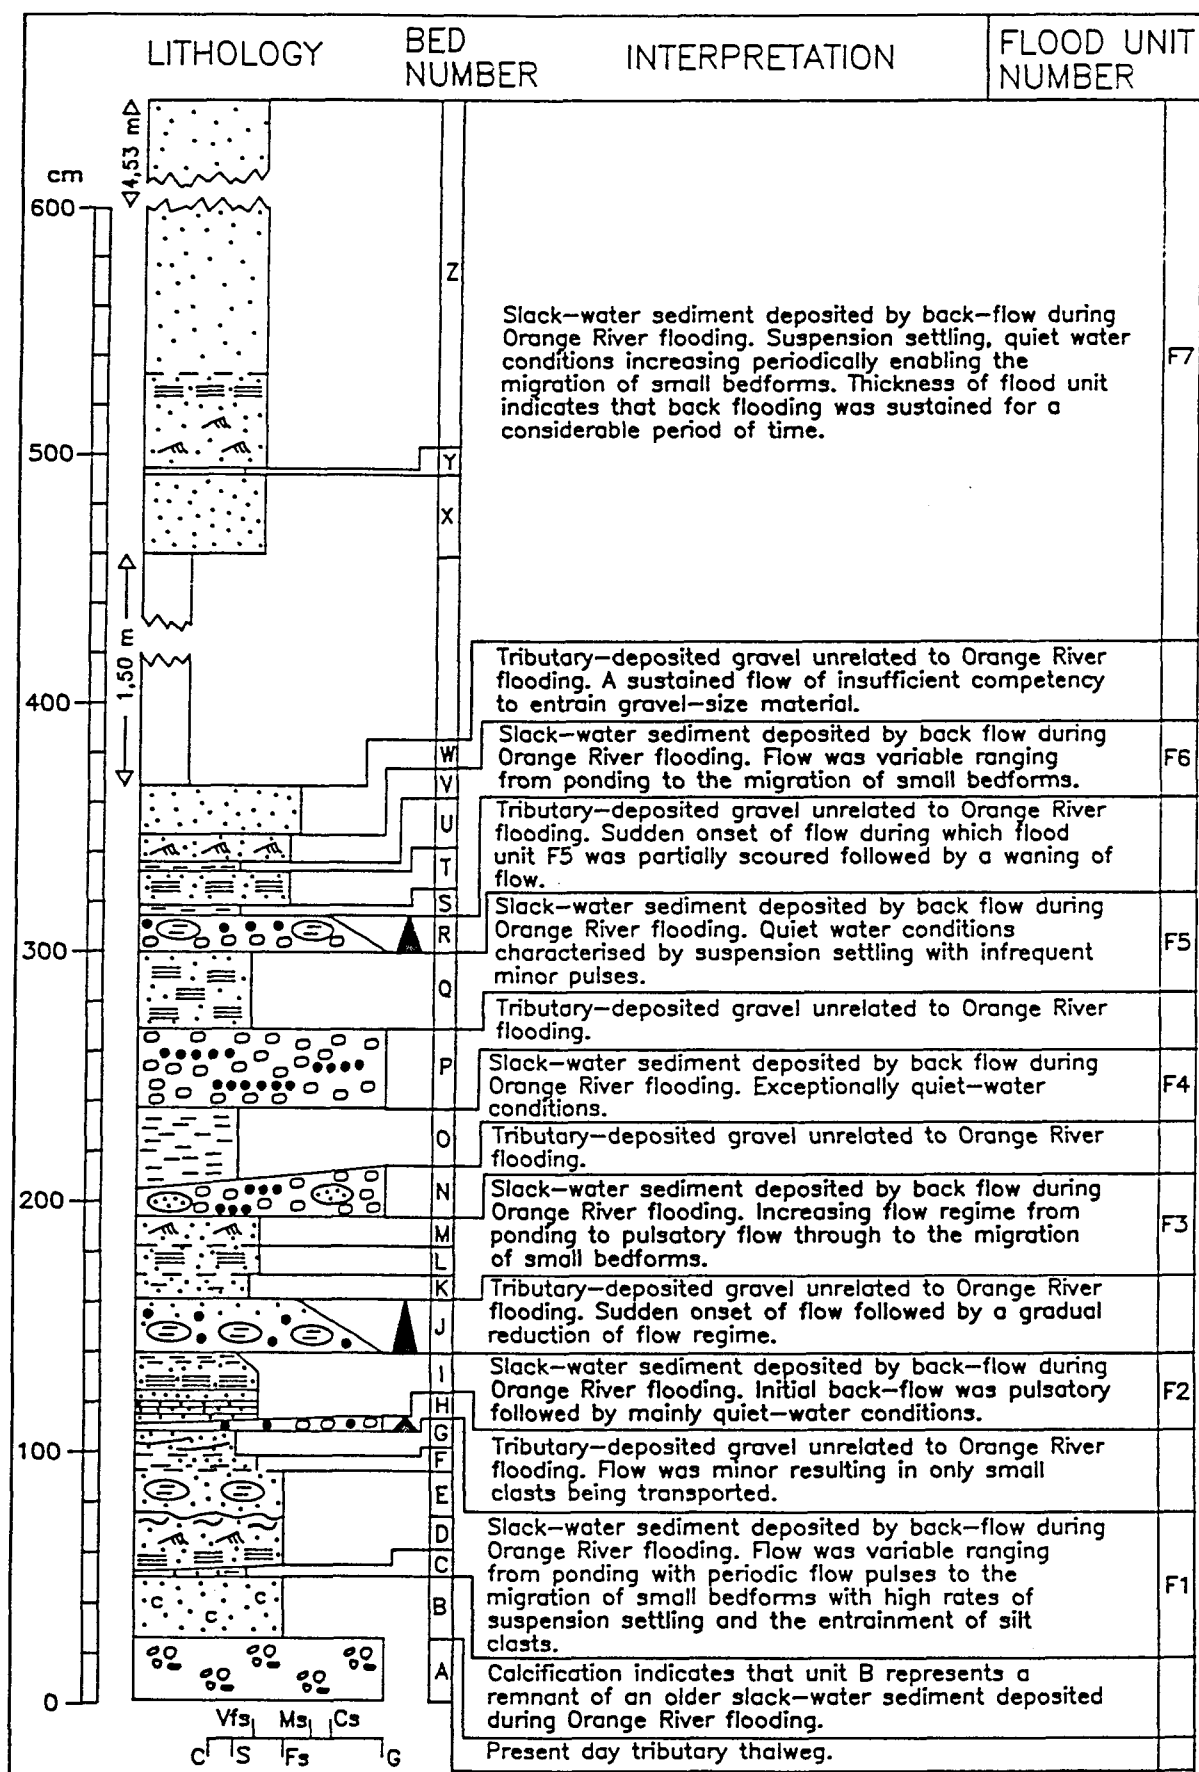 LITHOLOGY
BED
NUMBER
INTERPRETATION
FLOOD UNIT
NUMBER
4,53 m
cm
600
500
400
300
200
100
0
1,50 m
Z
Y
X
W
V
U
T
S
R
Q
P
O
N
M
L
K
J
I
H
G
F
E
D
C
B
A
Slack-water sediment deposited by back-flow during
Orange River flooding. Suspension settling, quiet water
conditions increasing periodically enabling the
migration of small bedforms. Thickness of flood unit
indicates that back flooding was sustained for a
considerable period of time.
F7
Tributary-deposited gravel unrelated to Orange River
flooding. A sustained flow of insufficient competency
to entrain gravel-size material.
Slack-water sediment deposited by back flow during
Orange River flooding. Flow was variable ranging
from ponding to the migration of small bedforms.
F6
Tributary-deposited gravel unrelated to Orange River
flooding. Sudden onset of flow during which flood
unit F5 was partially scoured followed by a waning of
flow.
Slack-water sediment deposited by back flow during
Orange River flooding. Quiet water conditions
characterised by suspension settling with infrequent
minor pulses.
F5
Tributary-deposited gravel unrelated to Orange River
flooding.
Slack-water sediment deposited by back flow during
Orange River flooding. Exceptionally quiet-water
conditions.
F4
Tributary-deposited gravel unrelated to Orange River
flooding.
Slack-water sediment deposited by back flow during
Orange River flooding. Increasing flow regime from
ponding to pulsatory flow through to the migration
of small bedforms.
F3
Tributary-deposited gravel unrelated to Orange River
flooding. Sudden onset of flow followed by a gradual
reduction of flow regime.
Slack-water sediment deposited by back-flow during
Orange River flooding. Initial back-flow was pulsatory
followed by mainly quiet-water conditions.
F2
Tributary-deposited gravel unrelated to Orange River
flooding. Flow was minor resulting in only small
clasts being transported.
Slack-water sediment deposited by back-flow during
Orange River flooding. Flow was variable ranging
from ponding with periodic flow pulses to the
migration of small bedforms with high rates of
suspension settling and the entrainment of silt
clasts.
F1
c c c c
Calcification indicates that unit B represents a
remnant of an older slack-water sediment deposited
during Orange River flooding.
Present day tributary thalweg.
Vfs Ms Cs
C S Fs G